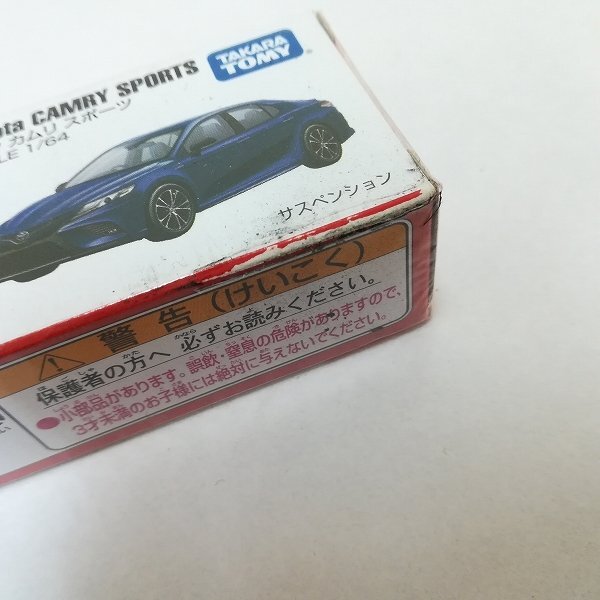 TAKARA TOMY
ota CAMRY SPORTS
カムリ スポーツ
LE 1/64
サスペンション
警告(けいこく)
保護者の方へ 必ずお読みください。
●小部品があります。誤飲・窒息の危険がありますので、
3才未満のお子様には絶対に与えないでください。